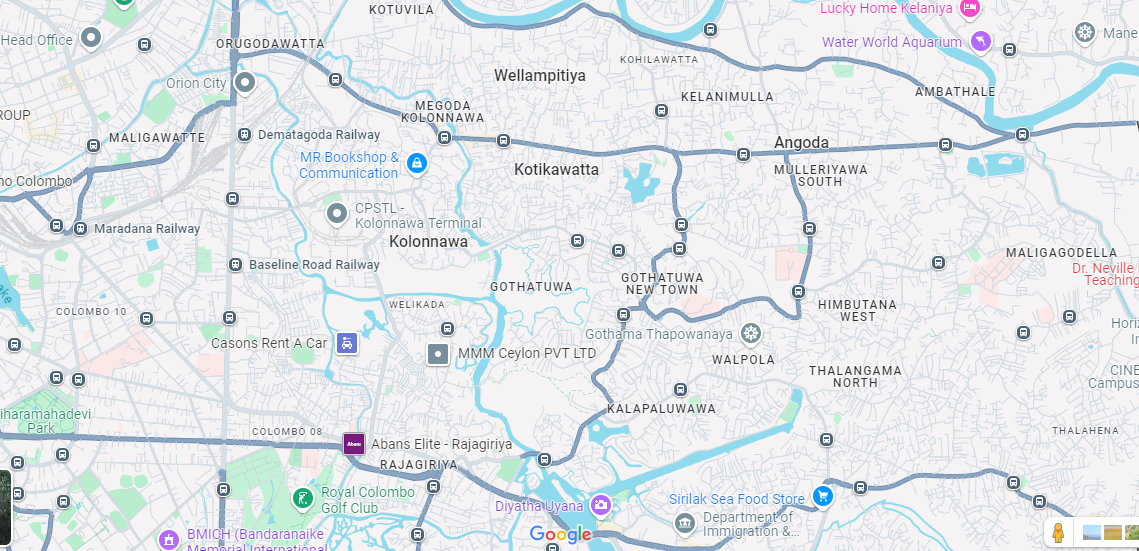 KOTUVILA
Lucky Home Kelaniya
Head Office
ORUGODAWATTA
Water World Aquarium
Mane
KOHILAWATTA
Wellampitiya
Orion City
AMBATHALE
KELANIMULLA
MEGODA
KOLONNAWA
ROUP
MALIGAWATTE
Dematagoda Railway
Angoda
MR Bookshop &
Communication
Kotikawatta
MULLERIYAWA
SOUTH
no Colombo
CPSTL -
Kolonnawa Terminal
Maradana Railway
Kolonnawa
MALIGAGODELLA
Baseline Road Railway
Dr. Neville
Teaching
GOTHATUWA
NEW TOWN
GOTHATUWA
ake
WELIKADA
HIMBUTANA
WEST
COLOMBO 10
Horiz
In
Gothama Thapowanaya
Casons Rent A Car
MMM Ceylon PVT LTD
WALPOLA
THALANGAMA
NORTH
CINE
Campus
KALAPALUWAWA
iharamahadevi
Park
COLOMBO 08
THALAHENA
Abans
Abans Elite - Rajagiriya
RAJAGIRIYA
Royal Colombo
Golf Club
Sirilak Sea Food Store
Diyatha Uyana
Department of
Immigration &...
BMICH (Bandaranaike
Memorial International
Google